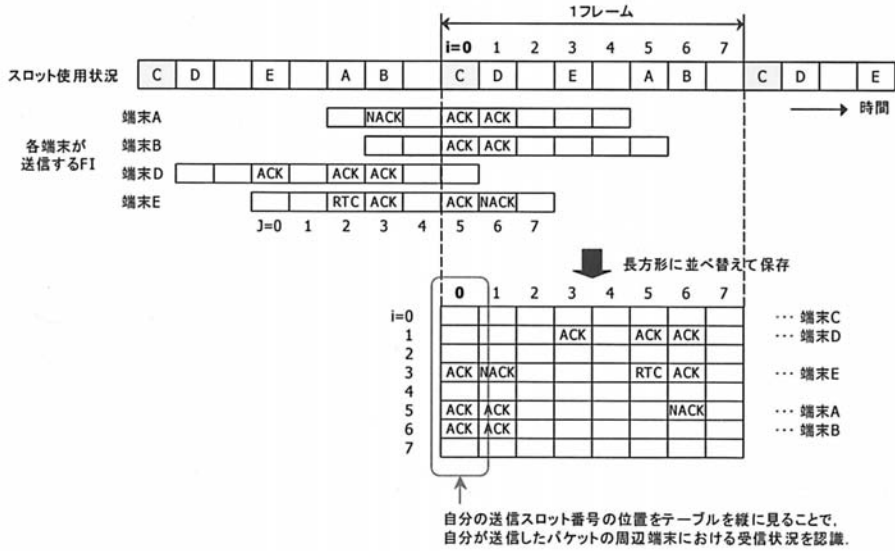 1フレーム
i=0 1 2 3 4 5 6 7
スロット使用状況 C D E A B C D E A B C D E
時間
端末A NACK ACK ACK
各端末が
送信するFI
端末B ACK ACK
端末D ACK ACK ACK
端末E RTC ACK ACK NACK
J=0 1 2 3 4 5 6 7
長方形に並べ替えて保存
0 1 2 3 4 5 6 7
i=0 … 端末C
1 ACK ACK ACK … 端末D
2
3 ACK NACK RTC ACK … 端末E
4
5 ACK ACK NACK … 端末A
6 ACK ACK … 端末B
7
自分の送信スロット番号の位置をテーブルを縦に見ることで,
自分が送信したパケットの周辺端末における受信状況を認識.